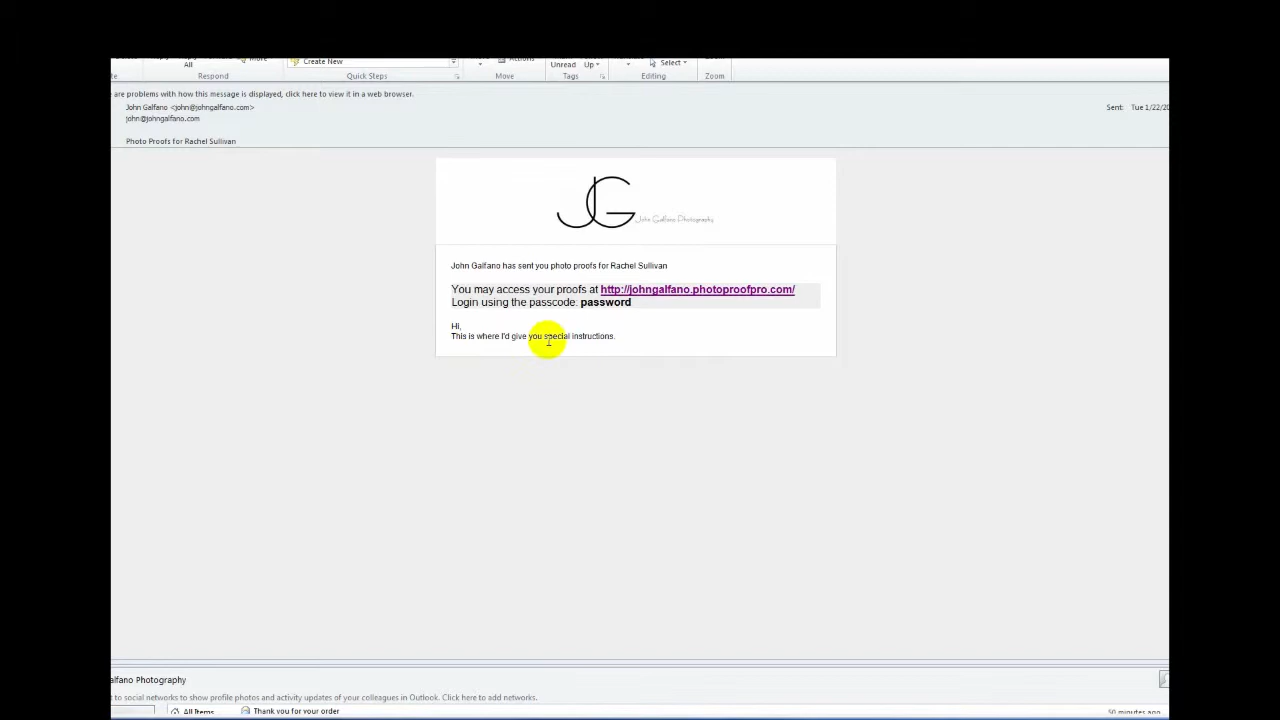 All
More
Create New
Actions
Unread
Up
Select
Respond
Quick Steps
Move
Tags
Editing
Zoom
are problems with how this message is displayed, click here to view it in a web browser.
John Galfano <john@johngalfano.com>
Sent: Tue 1/22/20
john@johngalfano.com
Photo Proofs for Rachel Sullivan
JG John Galfano Photography
John Galfano has sent you photo proofs for Rachel Sullivan
You may access your proofs at http://johngalfano.photoproofpro.com/
Login using the passcode: password
Hi,
This is where I'd give you special instructions.
alfano Photography
to social networks to show profile photos and activity updates of your colleagues in Outlook. Click here to add networks.
All Items
Thank you for your order
50 minutes ago